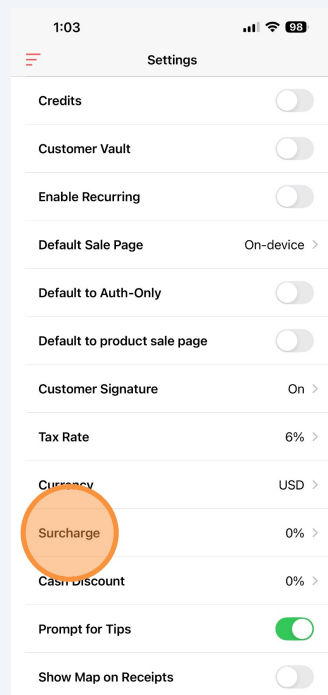 1:03 98
Settings
Credits
Customer Vault
Enable Recurring
Default Sale Page On-device
Default to Auth-Only
Default to product sale page
Customer Signature On
Tax Rate 6%
Currency USD
Surcharge 0%
Cash Discount 0%
Prompt for Tips
Show Map on Receipts